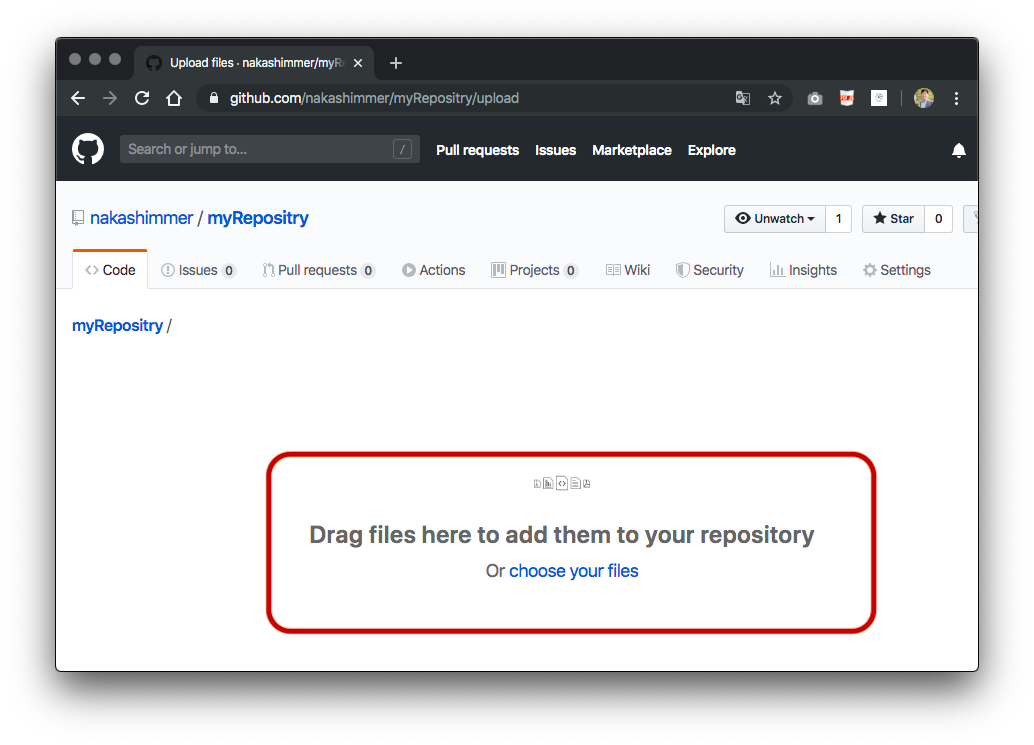 Upload files · nakashimmer/myR
github.com/nakashimmer/myRepositry/upload
Search or jump to... /
Pull requests Issues Marketplace Explore
nakashimmer / myRepositry
Unwatch 1 Star 0
Code Issues 0 Pull requests 0 Actions Projects 0 Wiki Security Insights Settings
myRepositry /
Drag files here to add them to your repository
Or choose your files